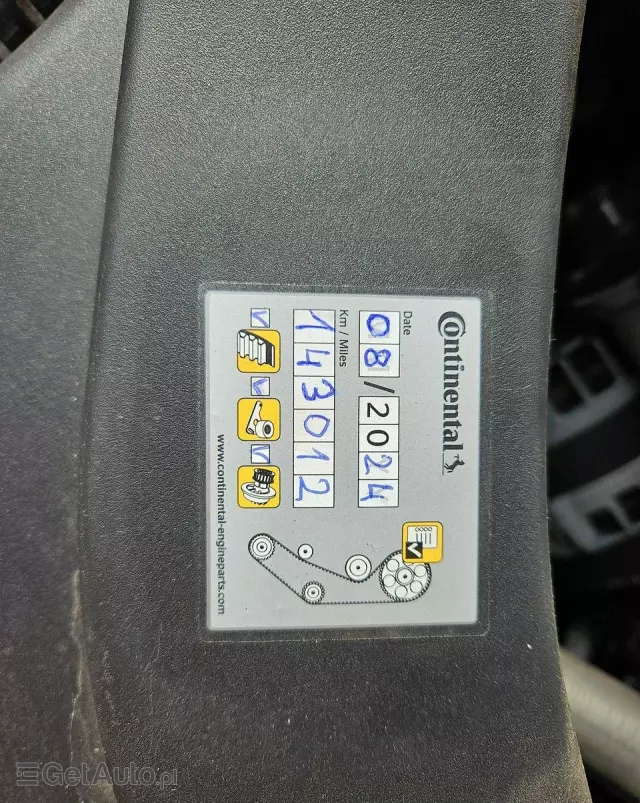 Continental
Date
08/2024
Km / Miles
143012
www.continental-engineparts.com
GetAuto.pl